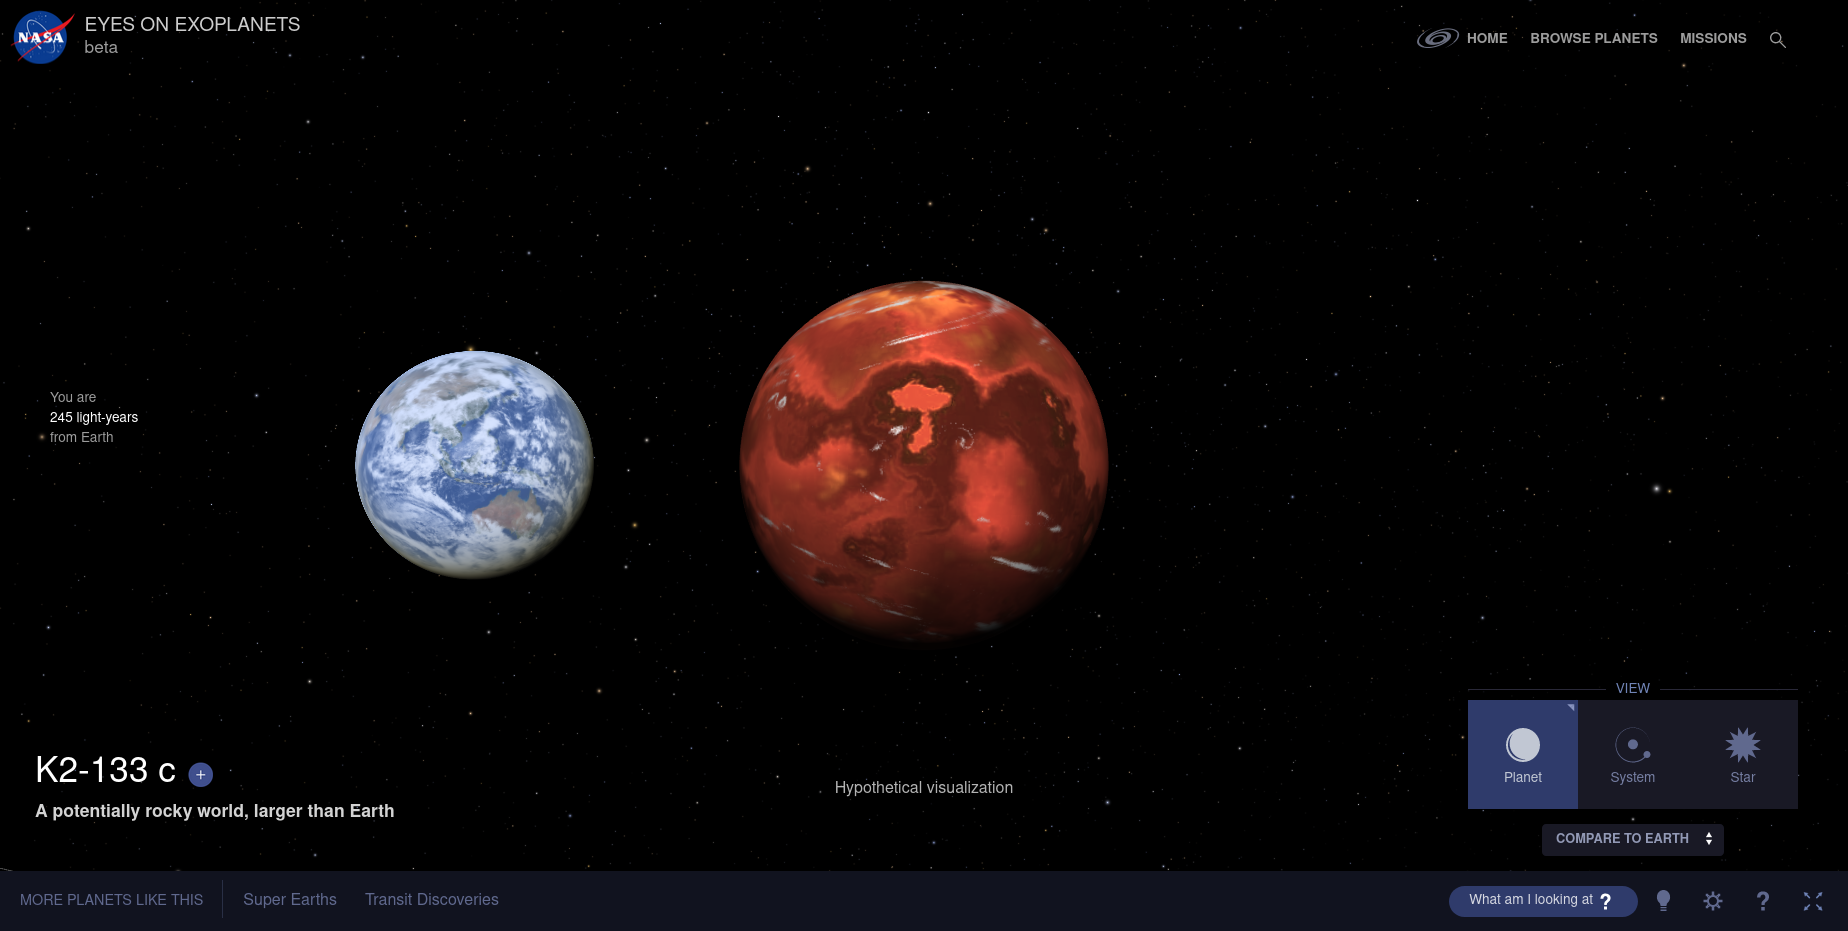 NASA
EYES ON EXOPLANETS
beta
HOME
BROWSE PLANETS
MISSIONS
You are
245 light-years
from Earth
K2-133 c +
A potentially rocky world, larger than Earth
Hypothetical visualization
VIEW
Planet
System
Star
COMPARE TO EARTH
MORE PLANETS LIKE THIS
Super Earths
Transit Discoveries
What am I looking at ?
?